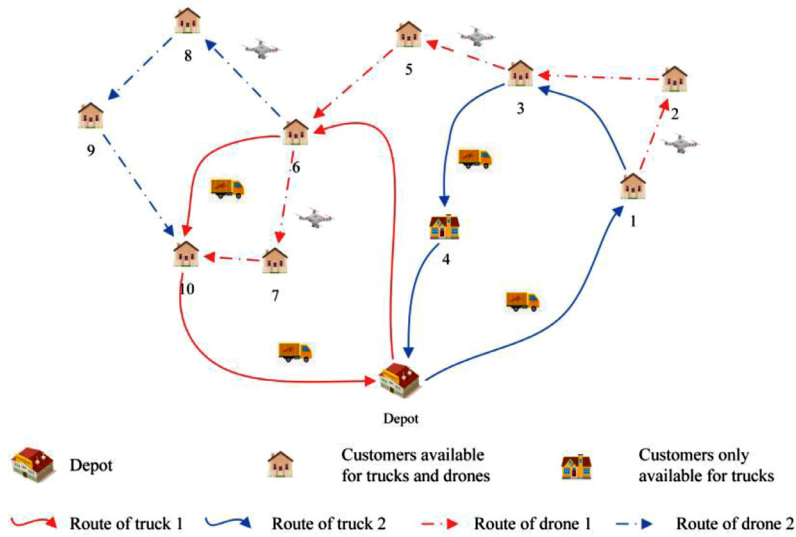 8
5
3
2
9
6
1
4
10
7
Depot
Depot
Customers available
for trucks and drones
Customers only
available for trucks
Route of truck 1
Route of truck 2
Route of drone 1
Route of drone 2